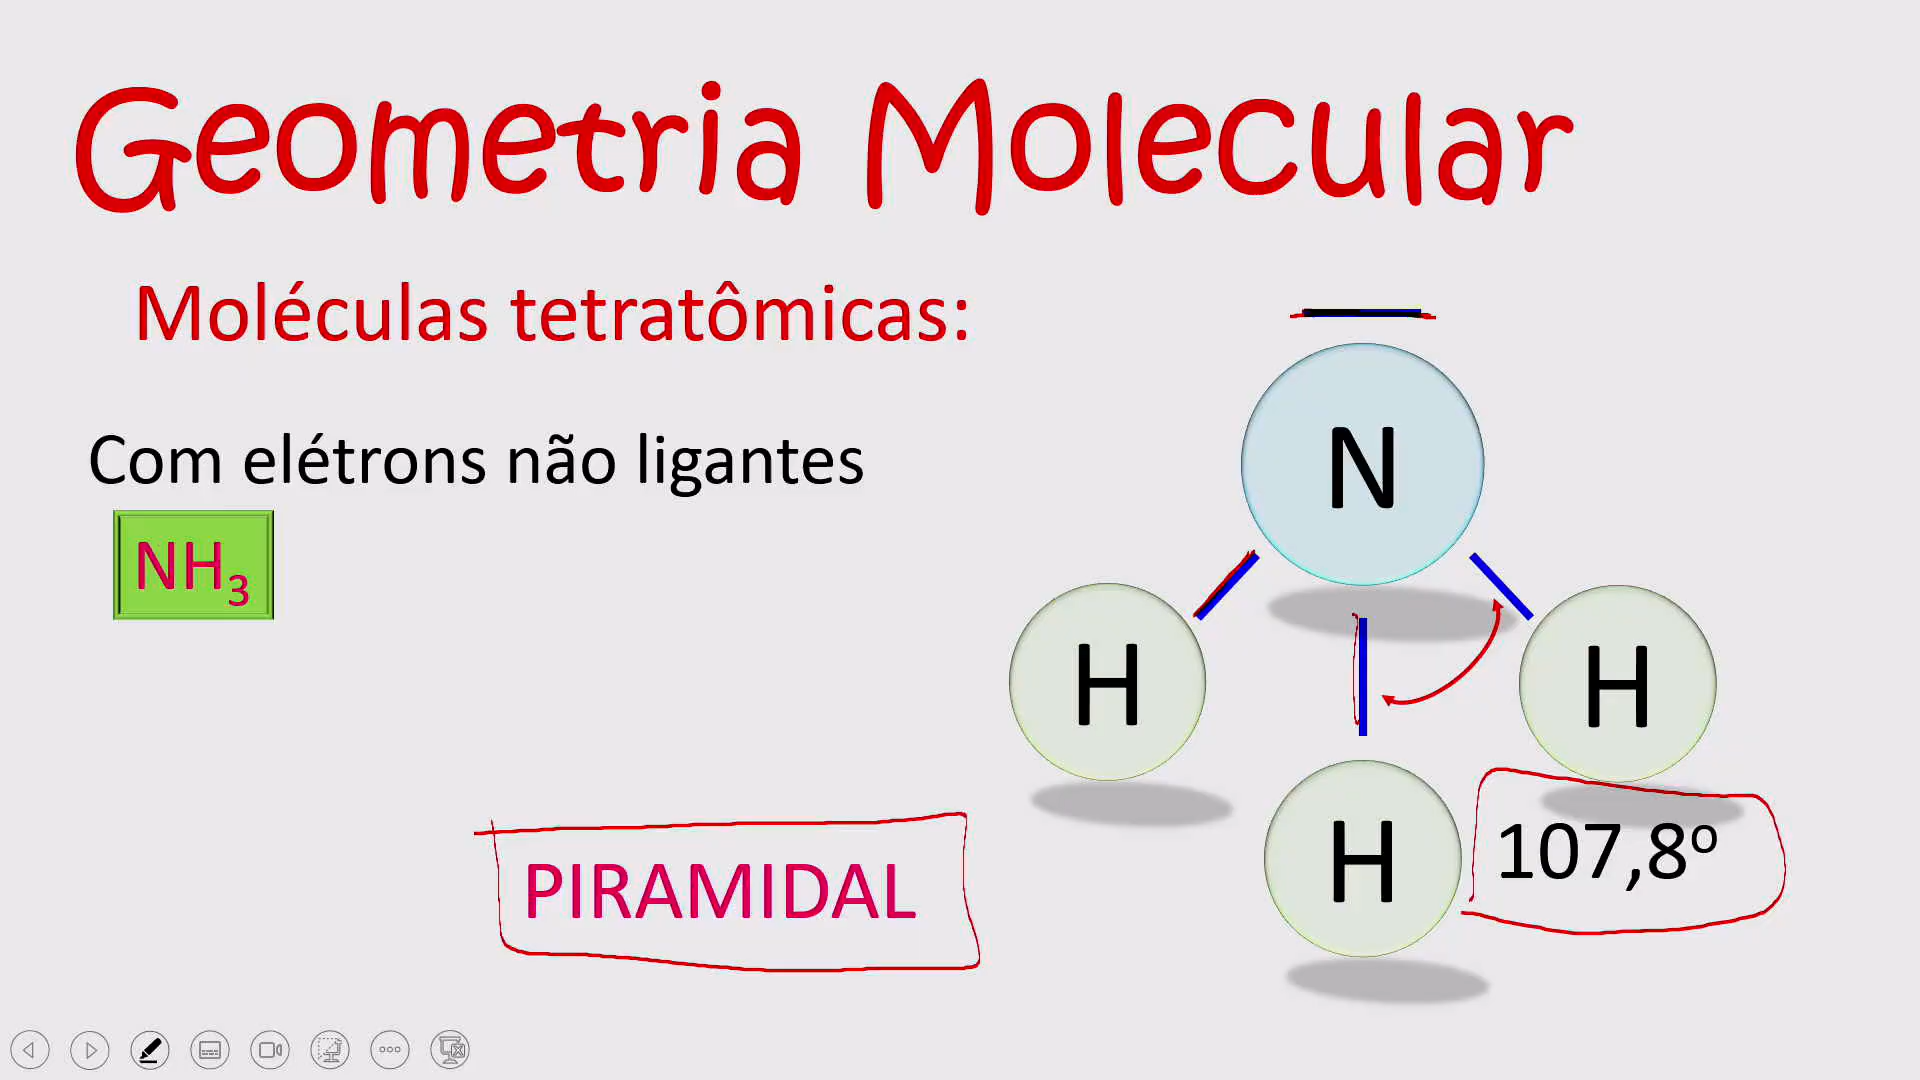 Geometria Molecular
Moléculas tetratômicas:
Com elétrons não ligantes
NH₃
N
H
H
H
107,8º
PIRAMIDAL